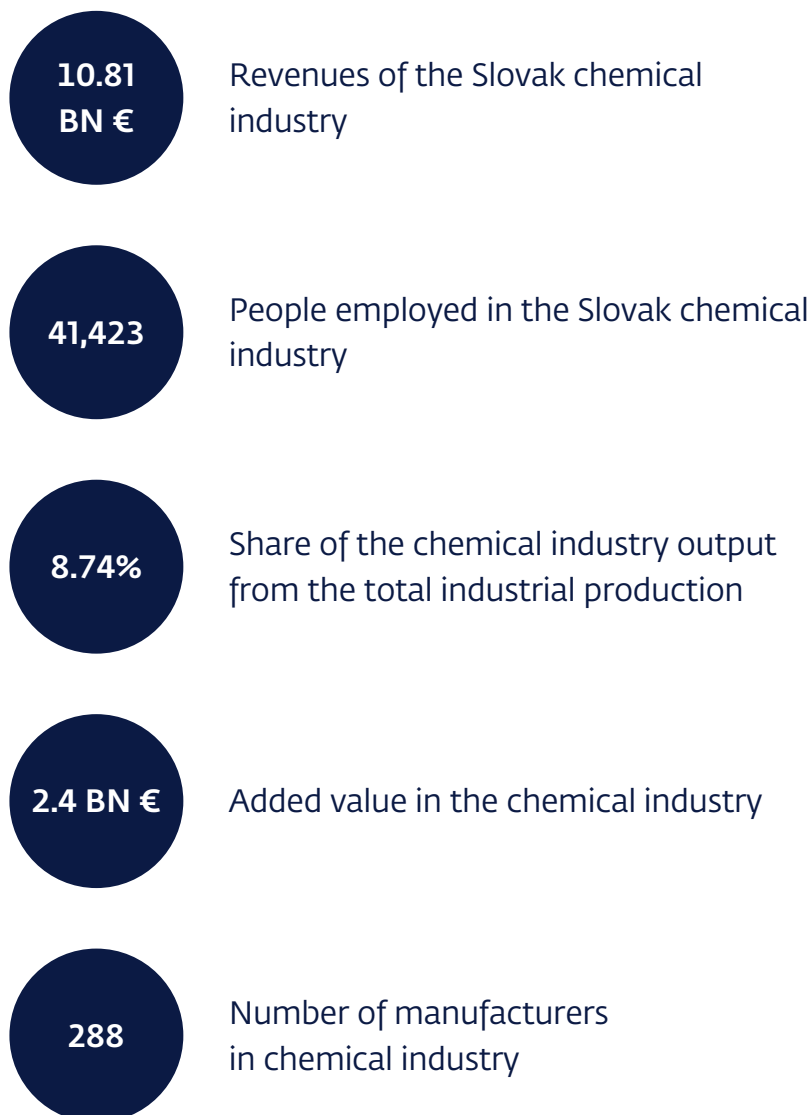 10.81
BN €
Revenues of the Slovak chemical
industry
41,423
People employed in the Slovak chemical
industry
8.74%
Share of the chemical industry output
from the total industrial production
2.4 BN €
Added value in the chemical industry
288
Number of manufacturers
in chemical industry